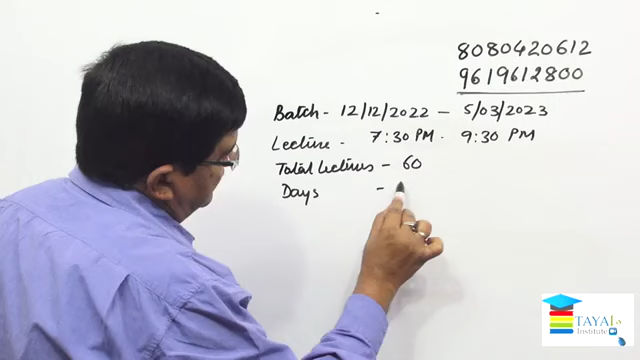 8080420612
9619612800
Batch - 12/12/2022 - 5/03/2023
Lecture - 7:30 PM - 9:30 PM
Total Lectures - 60
Days -
TAYAL
Institute